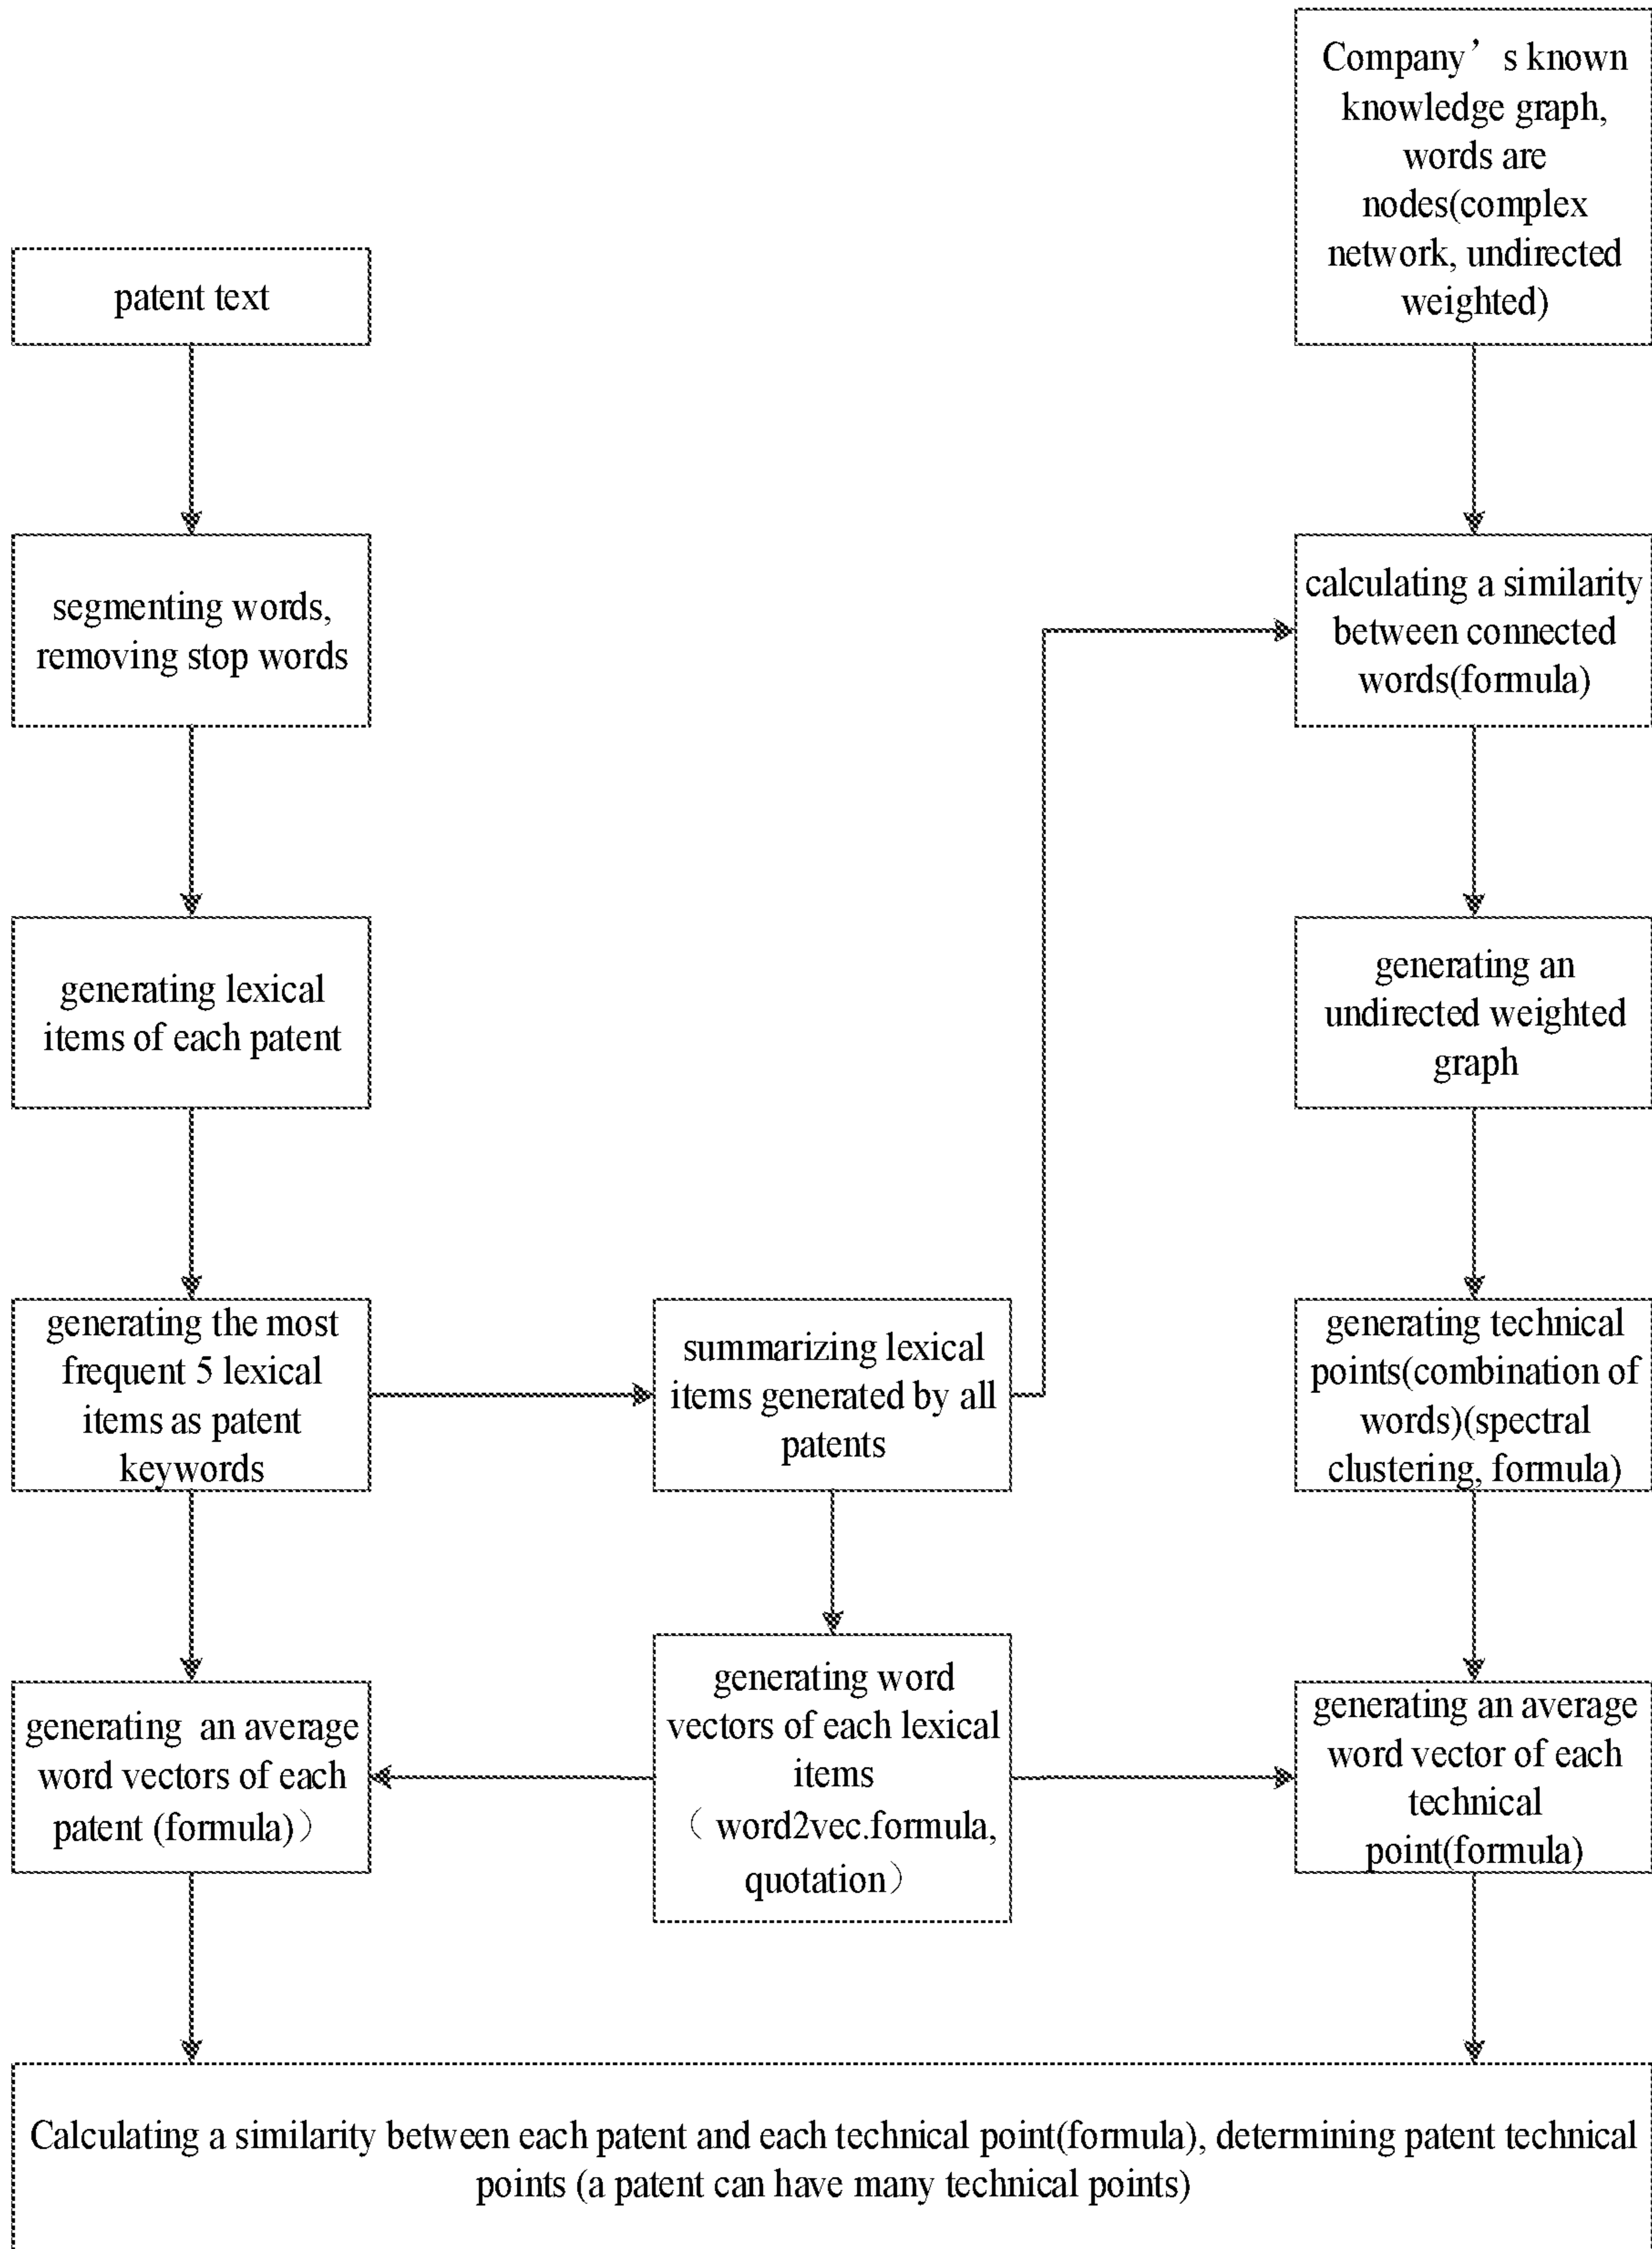 Company’s known
knowledge graph,
words are
nodes(complex
network, undirected
weighted)
patent text
segmenting words,
removing stop words
calculating a similarity
between connected
words(formula)
generating lexical
items of each patent
generating an
undirected weighted
graph
generating the most
frequent 5 lexical
items as patent
keywords
summarizing lexical
items generated by all
patents
generating technical
points(combination of
words)(spectral
clustering, formula)
generating an average
word vectors of each
patent (formula)）
generating word
vectors of each lexical
items
（ word2vec.formula,
quotation）
generating an average
word vector of each
technical
point(formula)
Calculating a similarity between each patent and each technical point(formula), determining patent technical
points (a patent can have many technical points)